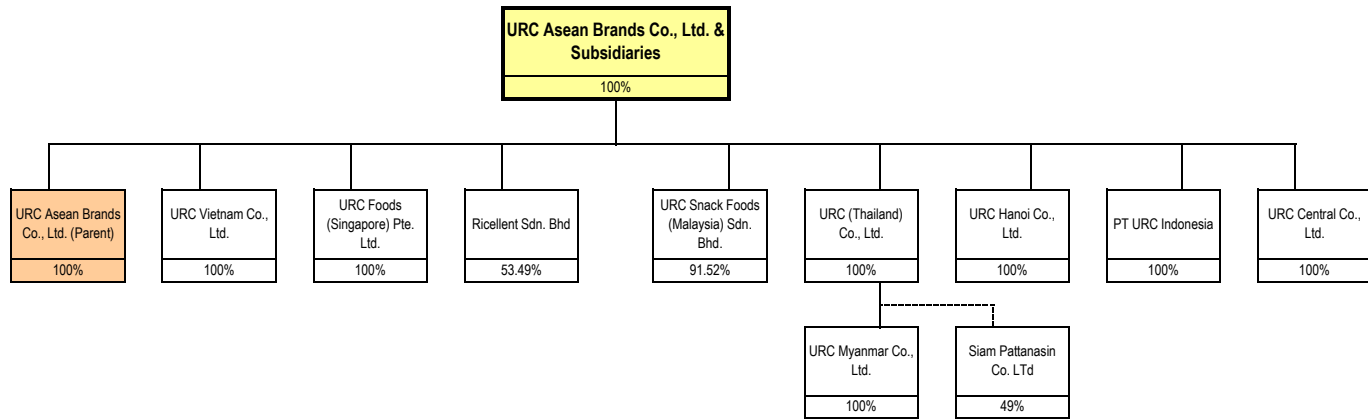 URC Asean Brands Co., Ltd. &
Subsidiaries
100%
URC Asean Brands
Co., Ltd. (Parent)
100%
URC Vietnam Co.,
Ltd.
100%
URC Foods
(Singapore) Pte.
Ltd.
100%
Ricellent Sdn. Bhd
53.49%
URC Snack Foods
(Malaysia) Sdn.
Bhd.
91.52%
URC (Thailand)
Co., Ltd.
100%
URC Hanoi Co.,
Ltd.
100%
PT URC Indonesia
100%
URC Central Co.,
Ltd.
100%
URC Myanmar Co.,
Ltd.
100%
Siam Pattanasin
Co. LTd
49%